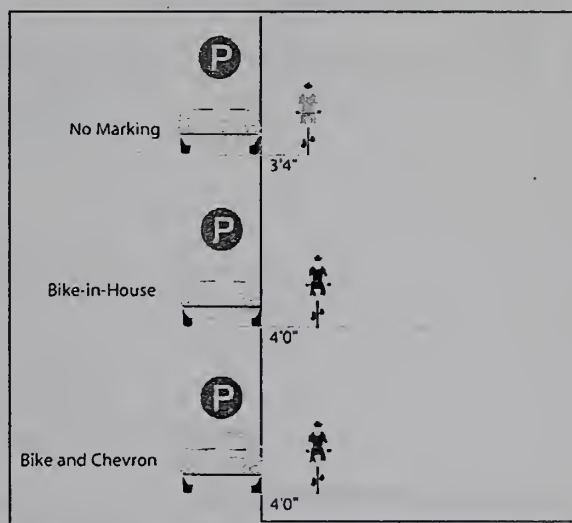 P
No Marking
3'4"
P
Bike-in-House
4'0"
P
Bike and Chevron
4'0"